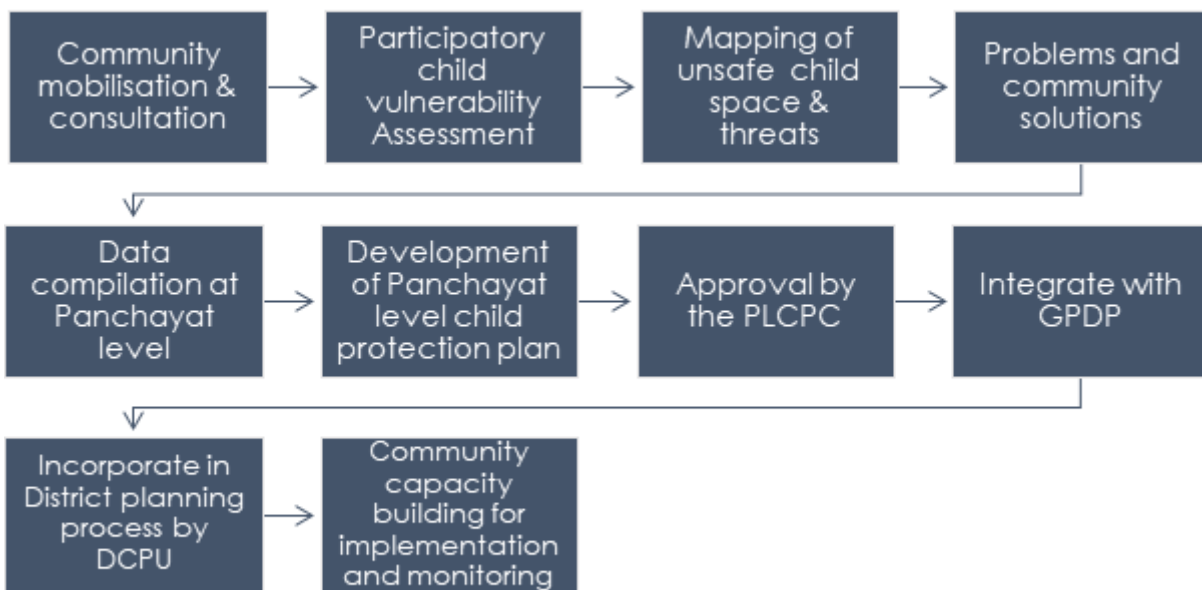 Community
mobilisation &
consultation
Participatory
child
vulnerability
Assessment
Mapping of
unsafe child
space &
threats
Problems and
community
solutions
Data
compilation at
Panchayat
level
Development
of Panchayat
level child
protection plan
Approval by
the PLCPC
Integrate with
GPDP
Incorporate in
District planning
process by
DCPU
Community
capacity
building for
implementation
and monitoring